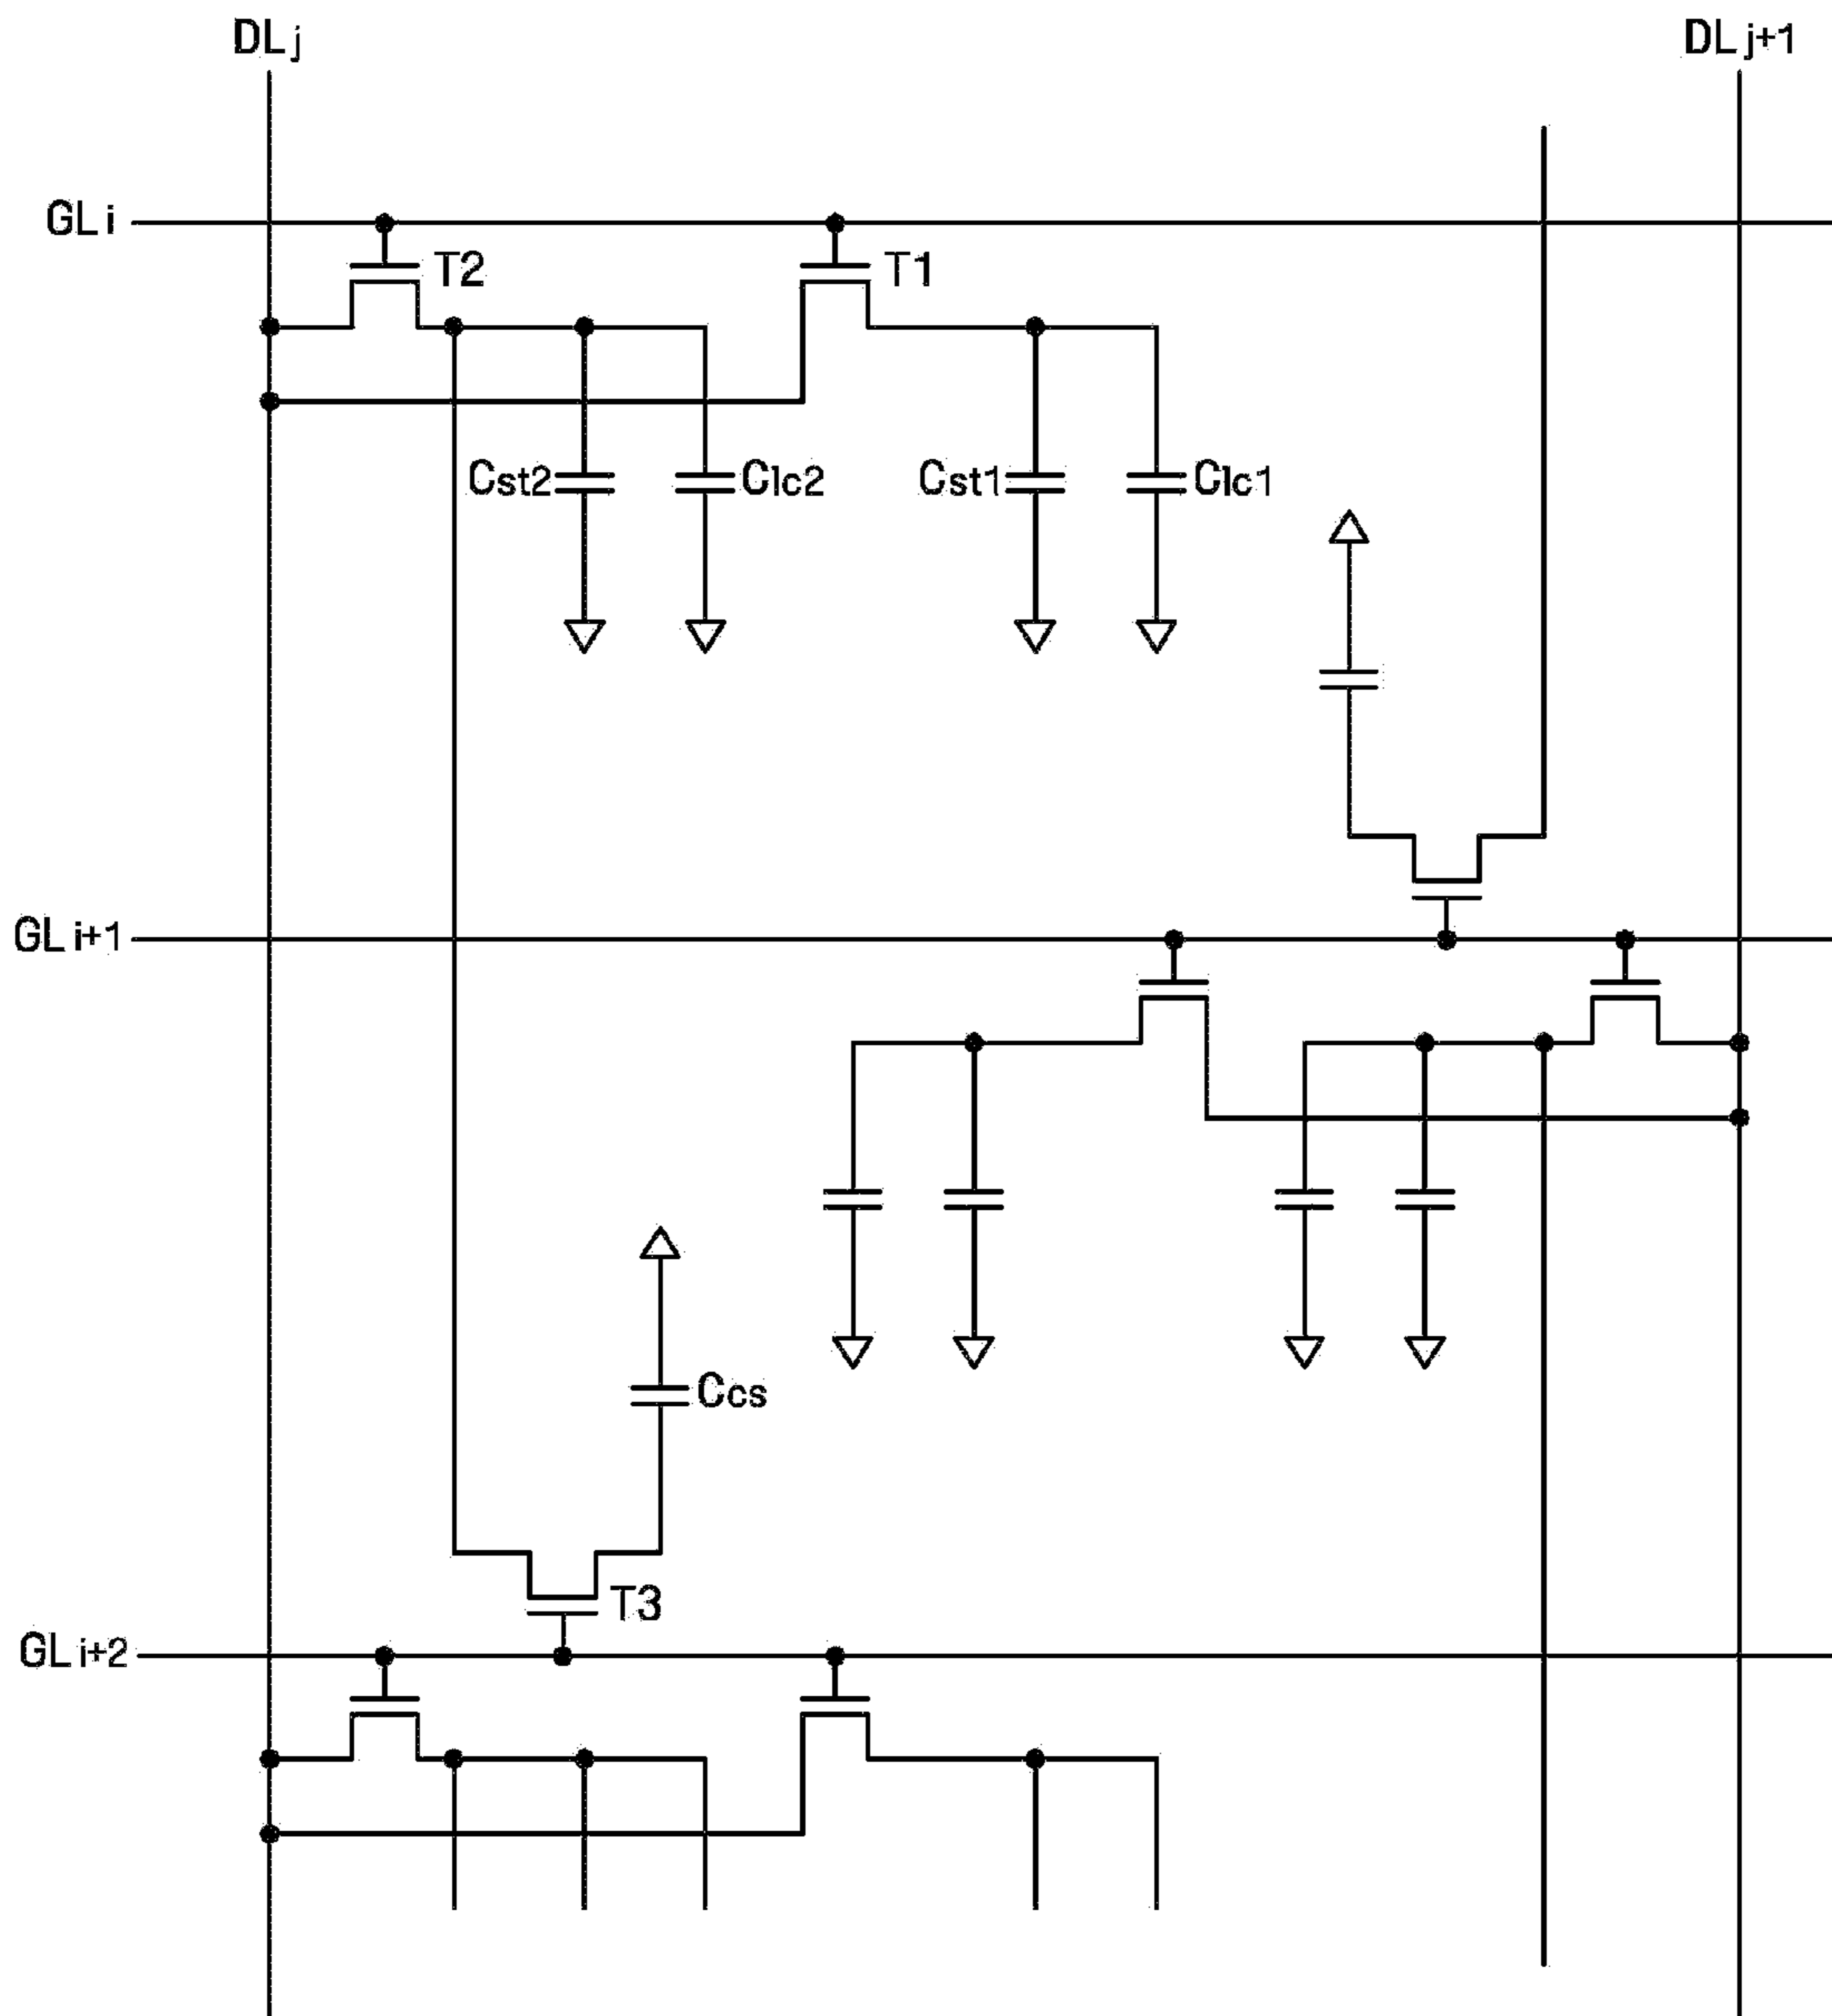 DLj
DLj+1
GLi
T2
T1
Cst2
Clc2
Cst1
Clc1
GLi+1
Ccs
T3
GLi+2